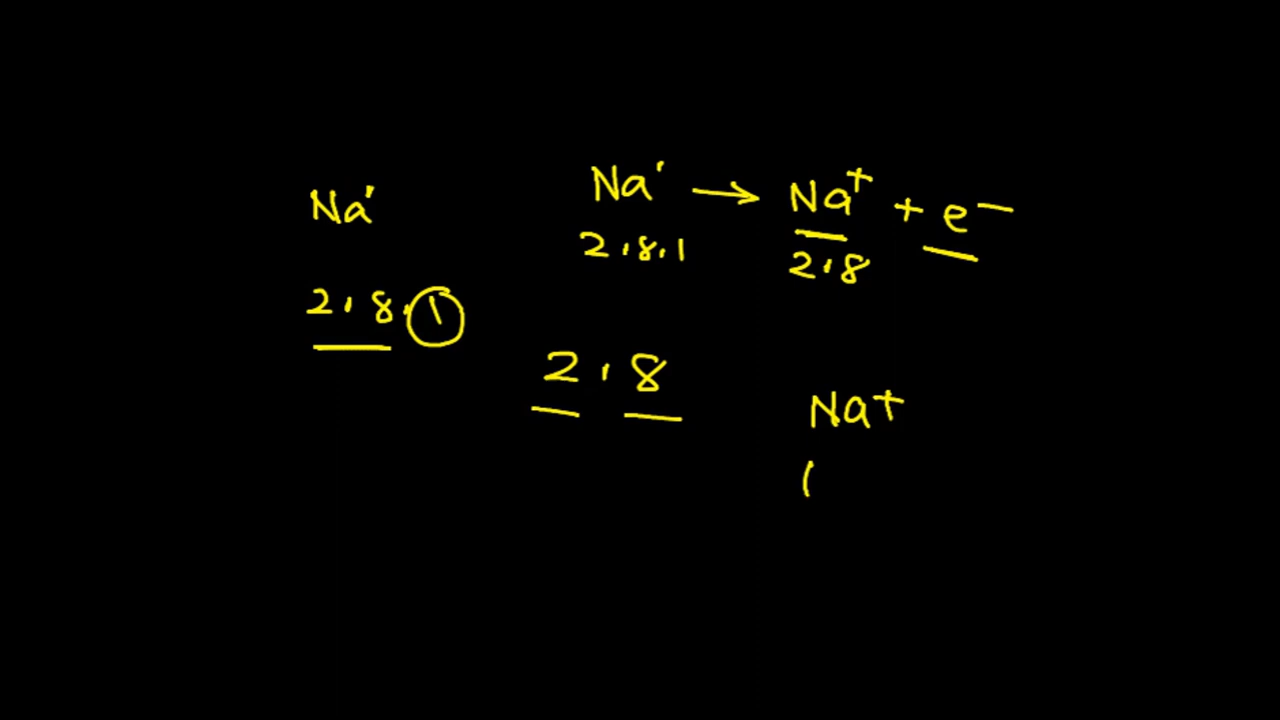 Na· → Na⁺ + e⁻
Na·
2.8.1 2.8
2.8.1
2.8
Na⁺
(